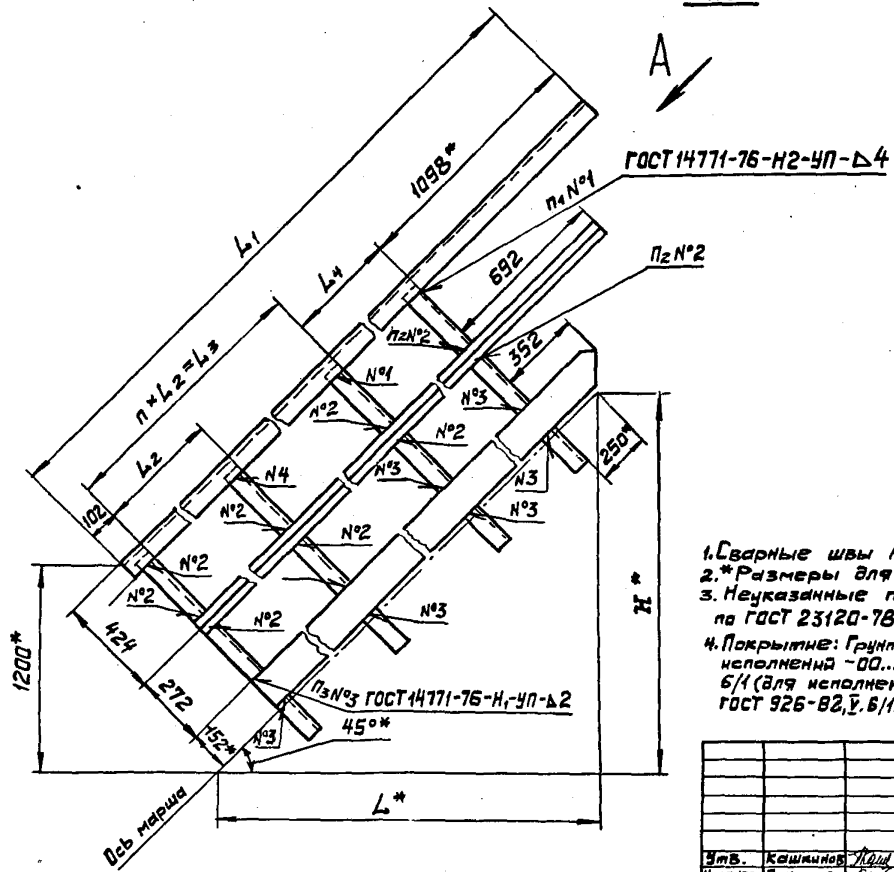 А
ГОСТ 14771-76-Н2-УП-⊿4
1098*
п₁ №1
L₁
L₄
692
п₂ №2
п₂ №2
352
n × L₂ = L₃
№1
№2
№3
№2
L₂
250*
102
N4
№3
N3
№2
№3
№2
№2
№2
№2
№3
424
1200*
H*
272
п₃ №3 ГОСТ 14771-76-Н₁-УП-⊿2
152*
№3
45°*
L*
Ось марша
1. Сварные швы
2. *Размеры для
3. Неуказанные
по ГОСТ 23120-78
4. Покрытие: Грунт
исполнений -00...
6/1 (для исполнен
ГОСТ 926-82, V. 6/1.
Утв. Кашкинов